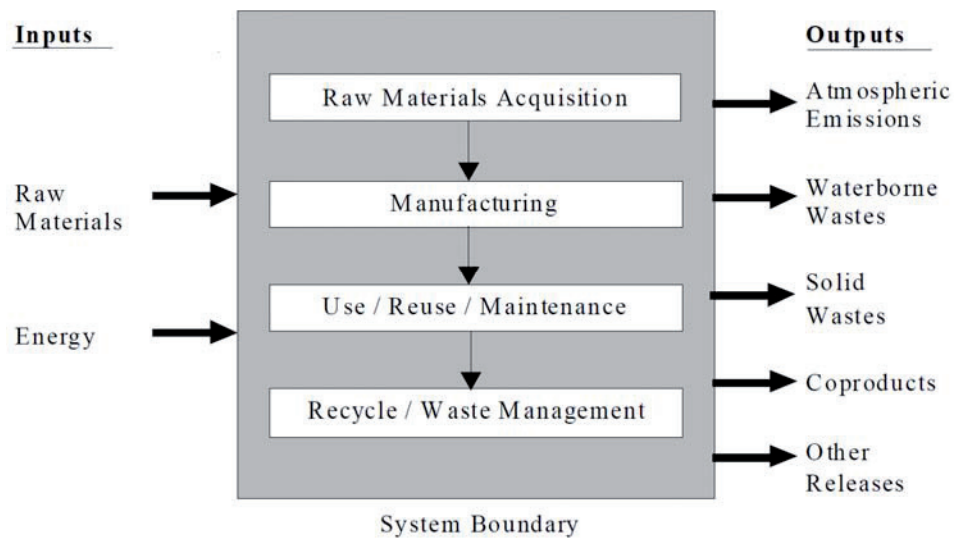 Inputs
Outputs
Raw Materials Acquisition
Manufacturing
Use / Reuse / Maintenance
Recycle / Waste Management
Raw
Materials
Energy
Atmospheric
Emissions
Waterborne
Wastes
Solid
Wastes
Coproducts
Other
Releases
System Boundary